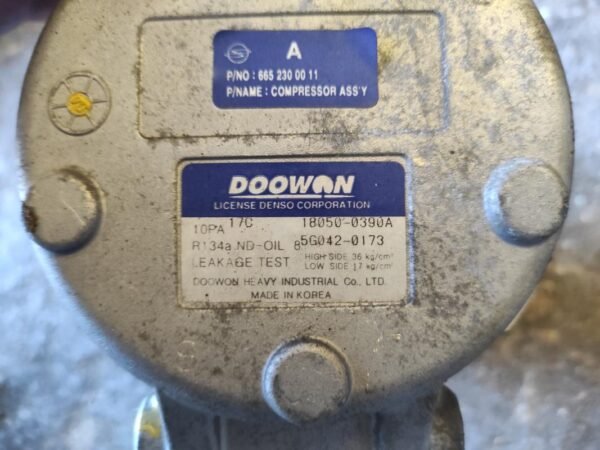 A
P/NO : 665 230 00 11
P/NAME : COMPRESSOR ASS'Y
DOOWON
LICENSE DENSO CORPORATION
10PA 17C 18050-0390A
R134a.ND-OIL 8 5G042-0173
LEAKAGE TEST HIGH SIDE 36 kg/cm²
LOW SIDE 17 kg/cm²
DOOWON HEAVY INDUSTRIAL Co., LTD.
MADE IN KOREA